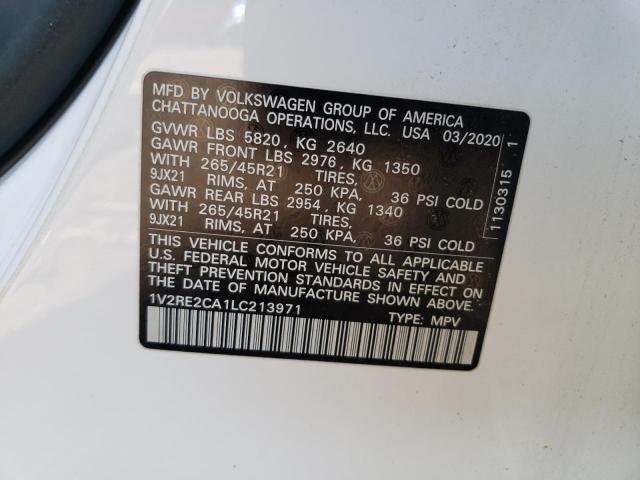 MFD BY VOLKSWAGEN GROUP OF AMERICA
CHATTANOOGA OPERATIONS, LLC. USA 03/2020
GVWR LBS 5820, KG 2640
GAWR FRONT LBS 2976, KG 1350
WITH 265/45R21 TIRES,
9JX21 RIMS, AT 250 KPA, 36 PSI COLD
GAWR REAR LBS 2954, KG 1340
WITH 265/45R21 TIRES,
9JX21 RIMS, AT 250 KPA, 36 PSI COLD
THIS VEHICLE CONFORMS TO ALL APPLICABLE
U.S. FEDERAL MOTOR VEHICLE SAFETY AND
THEFT PREVENTION STANDARDS IN EFFECT ON
THE DATE OF MANUFACTURE SHOWN ABOVE.
1V2RE2CA1LC213971 TYPE: MPV
1130315 1